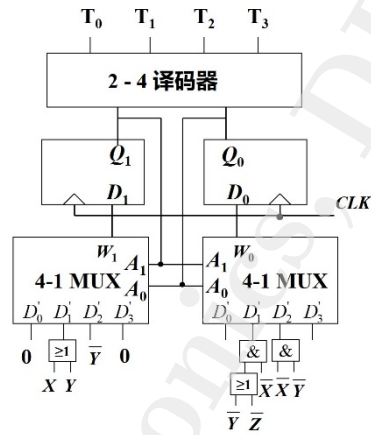 T₀ T₁ T₂ T₃
2 - 4 译码器
Q₁ Q₀
D₁ D₀
CLK
W₁ W₀
A₁ A₁
4-1 MUX 4-1 MUX
A₀ A₀
D'₀ D'₁ D'₂ D'₃ D'₀ D'₁ D'₂ D'₃
0 ≥1 Y̅ 0 & &
X Y ≥1 X̅ X̅ Y̅
Y̅ Z̅
onics, D